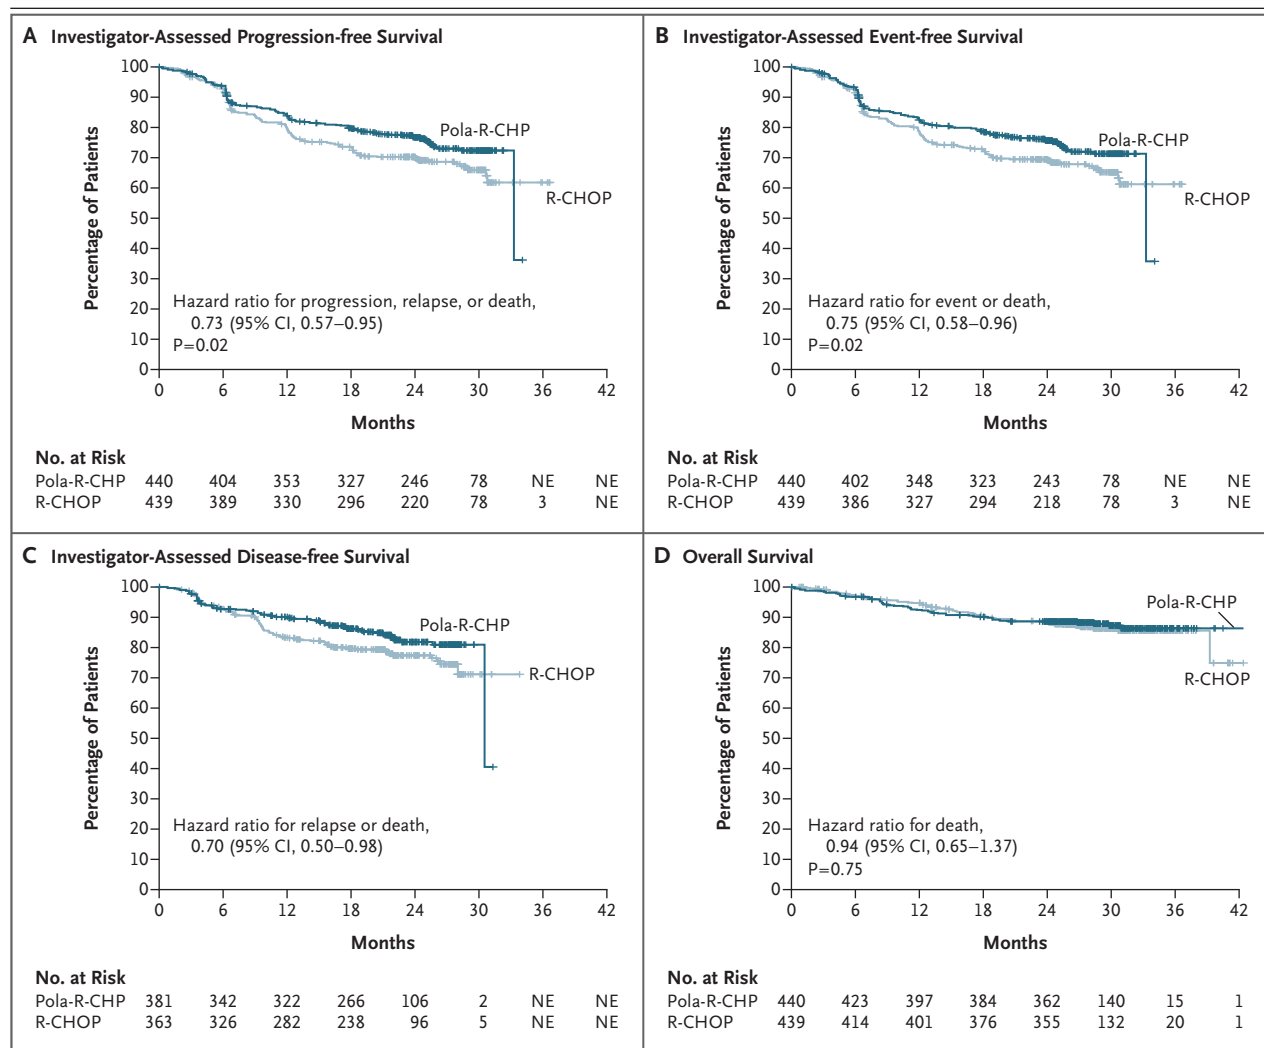 A Investigator-Assessed Progression-free Survival
100
90
80
70
60
50
40
30
20
10
0
Percentage of Patients
Pola-R-CHP
R-CHOP
Hazard ratio for progression, relapse, or death,
0.73 (95% CI, 0.57–0.95)
P=0.02
0 6 12 18 24 30 36 42
Months
No. at Risk
Pola-R-CHP 440 404 353 327 246 78 NE NE
R-CHOP 439 389 330 296 220 78 3 NE
B Investigator-Assessed Event-free Survival
100
90
80
70
60
50
40
30
20
10
0
Percentage of Patients
Pola-R-CHP
R-CHOP
Hazard ratio for event or death,
0.75 (95% CI, 0.58–0.96)
P=0.02
0 6 12 18 24 30 36 42
Months
No. at Risk
Pola-R-CHP 440 402 348 323 243 78 NE NE
R-CHOP 439 386 327 294 218 78 3 NE
C Investigator-Assessed Disease-free Survival
100
90
80
70
60
50
40
30
20
10
0
Percentage of Patients
Pola-R-CHP
R-CHOP
Hazard ratio for relapse or death,
0.70 (95% CI, 0.50–0.98)
0 6 12 18 24 30 36 42
Months
No. at Risk
Pola-R-CHP 381 342 322 266 106 2 NE NE
R-CHOP 363 326 282 238 96 5 NE NE
D Overall Survival
100
90
80
70
60
50
40
30
20
10
0
Percentage of Patients
Pola-R-CHP
R-CHOP
Hazard ratio for death,
0.94 (95% CI, 0.65–1.37)
P=0.75
0 6 12 18 24 30 36 42
Months
No. at Risk
Pola-R-CHP 440 423 397 384 362 140 15 1
R-CHOP 439 414 401 376 355 132 20 1